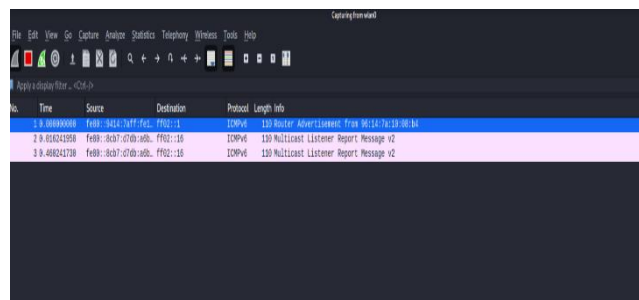 Capturing from wlan0
File Edit View Go Capture Analyze Statistics Telephony Wireless Tools Help
Apply a display filter ... <Ctrl-/>
No. Time Source Destination Protocol Length Info
1 0.000000000 fe80::9414:7aff:fe1… ff02::1 ICMPv6 110 Router Advertisement from 96:14:7a:10:08:b4
2 0.016241958 fe80::8cb7:d7db:a6b… ff02::16 ICMPv6 110 Multicast Listener Report Message v2
3 0.460241730 fe80::8cb7:d7db:a6b… ff02::16 ICMPv6 110 Multicast Listener Report Message v2